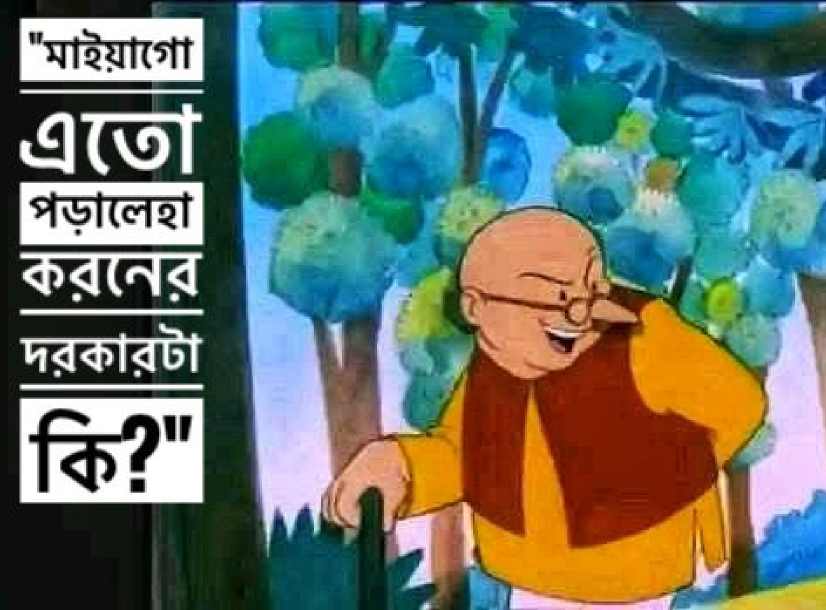 "মাইয়াগো
এতো
পড়ালেহা
করনের
দরকারটা
কি?"